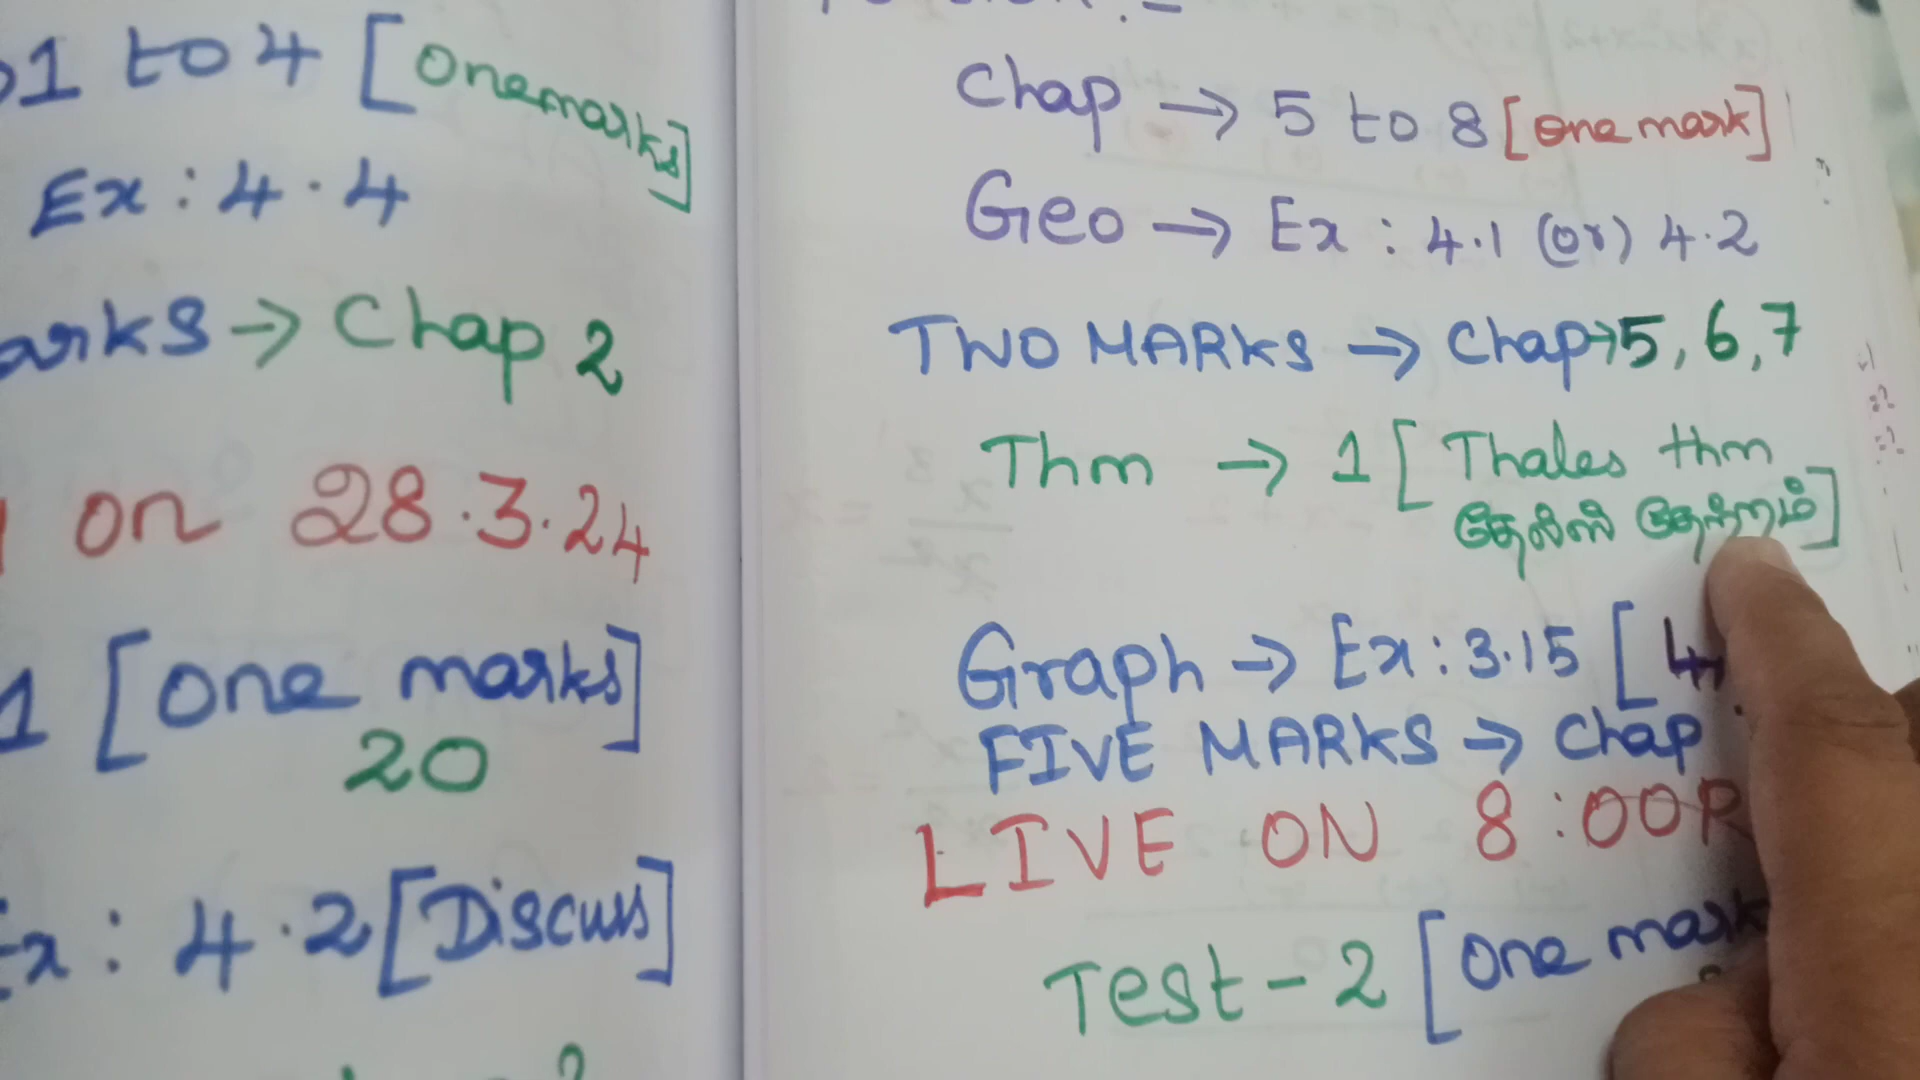 1 to 4 [onemarks]
Ex : 4.4
arks → Chap 2
on 28.3.24
1 [one marks]
20
Ex : 4.2 [Discuss]
Chap → 5 to 8 [one mark]
Geo → Ex : 4.1 (or) 4.2
TWO MARKS → Chap→5, 6, 7
Thm → 1 [Thales thm
தேல்ஸ் தேற்றம்]
Graph → Ex : 3.15 [4
FIVE MARKS → Chap
LIVE ON 8:00P
Test - 2 [One mark